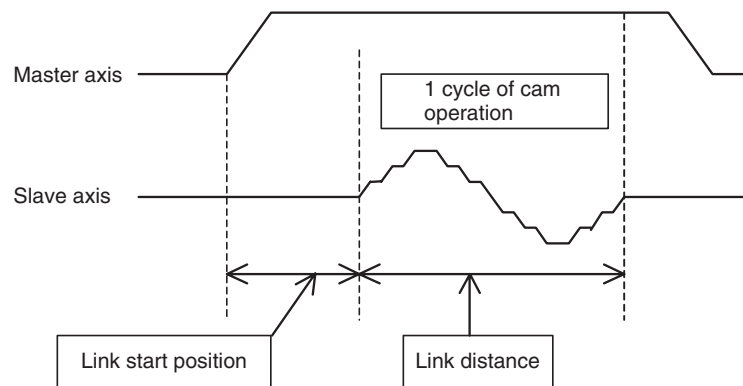 Master axis
1 cycle of cam
operation
Slave axis
Link start position
Link distance